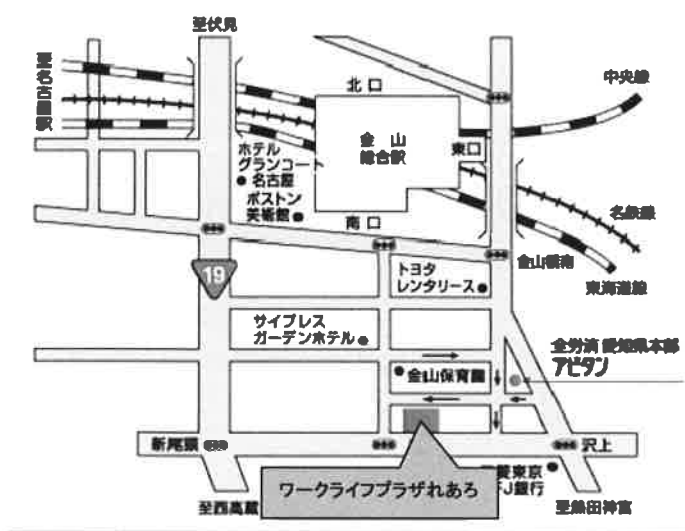 至伏見
至名古屋駅
北口
中央線
金山
総合駅
東口
ホテル
グランコート
名古屋
ボストン
美術館
南口
名鉄線
金山橋南
東海道線
19
トヨタ
レンタリース
サイプレス
ガーデンホテル
全労済 愛知県本部
アピタン
金山保育園
新尾頭
沢上
ワークライフプラザれあろ
東京
FJ銀行
至西高蔵
至熱田神宮